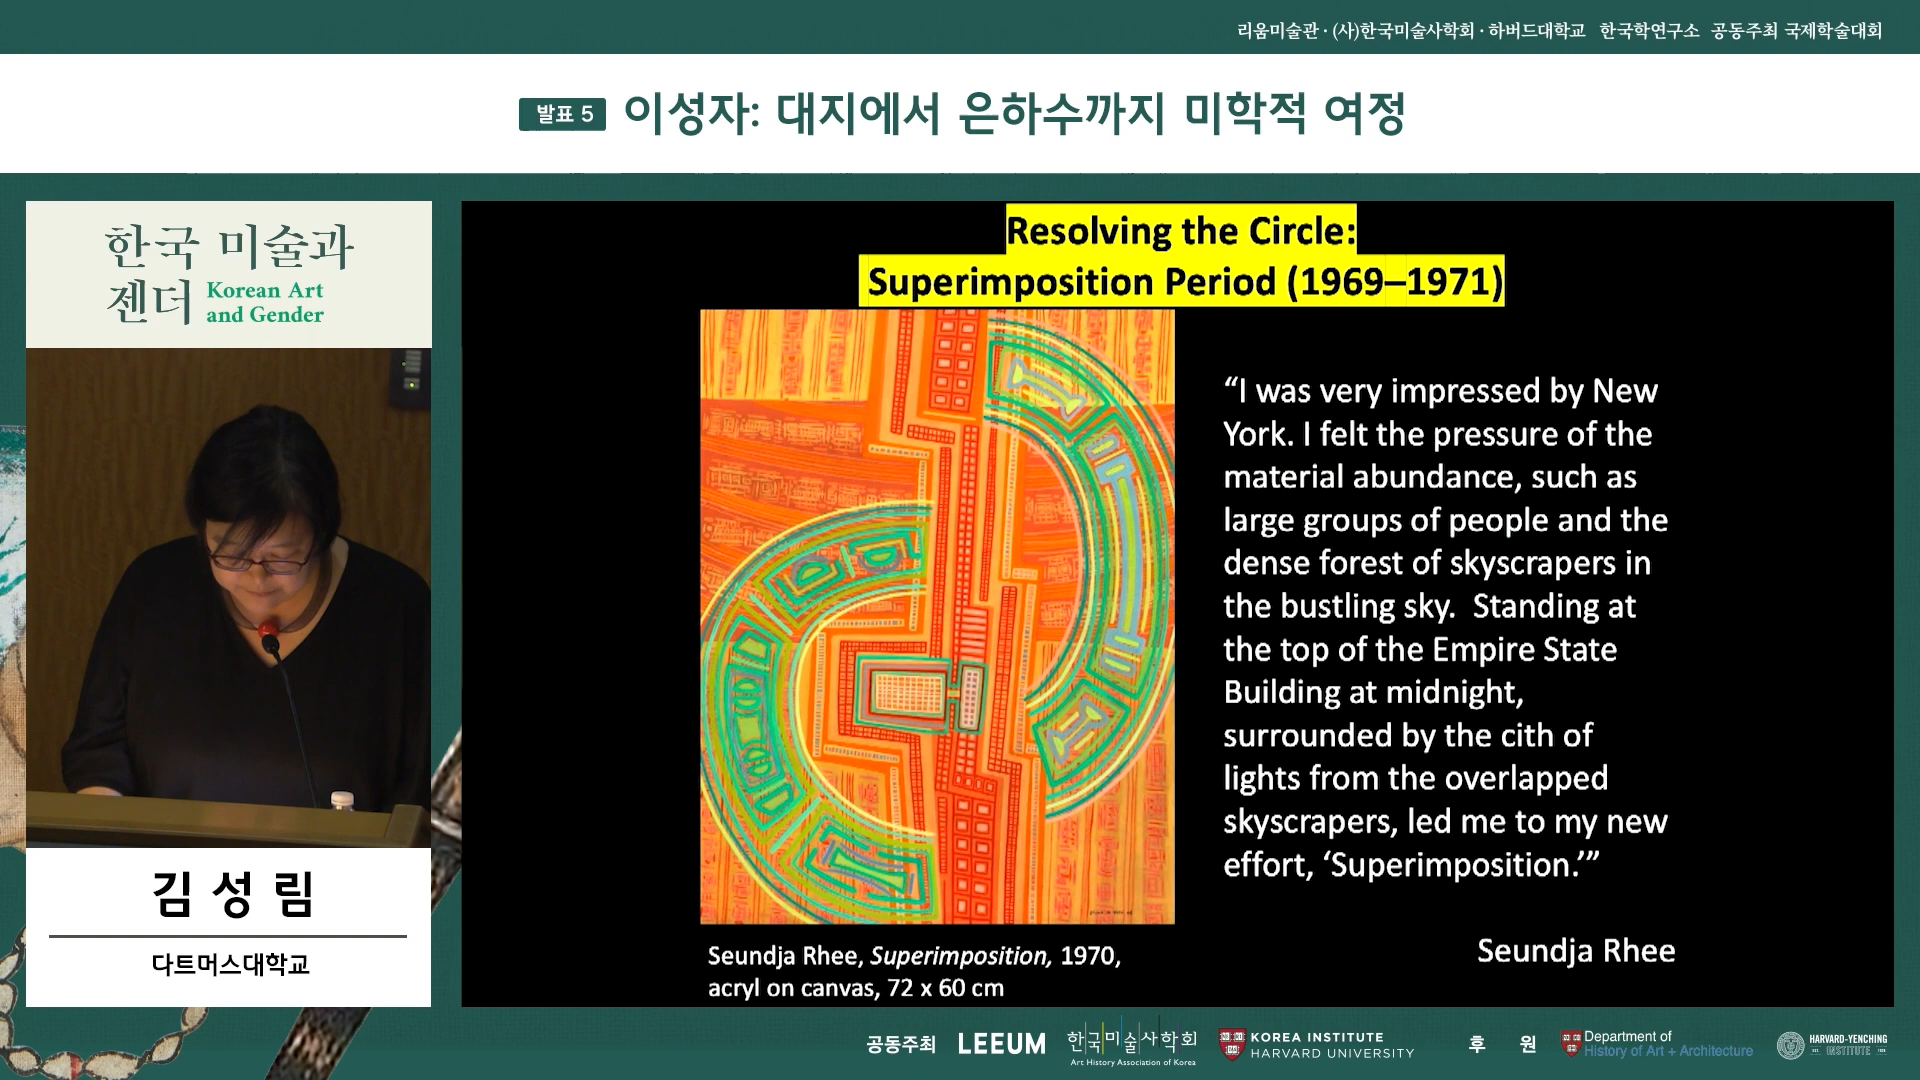 리움미술관 · (사)한국미술사학회 · 하버드대학교 한국학연구소 공동주최 국제학술대회
발표 5 이성자: 대지에서 은하수까지 미학적 여정
한국 미술과
젠더 Korean Art
and Gender
Resolving the Circle:
Superimposition Period (1969–1971)
“I was very impressed by New
York. I felt the pressure of the
material abundance, such as
large groups of people and the
dense forest of skyscrapers in
the bustling sky.  Standing at
the top of the Empire State
Building at midnight,
surrounded by the cith of
lights from the overlapped
skyscrapers, led me to my new
effort, ‘Superimposition.’”
Seundja Rhee
Seundja Rhee, Superimposition, 1970,
acryl on canvas, 72 x 60 cm
김성림
다트머스대학교
공동주최 LEEUM 한국미술사학회 Art History Association of Korea KOREA INSTITUTE HARVARD UNIVERSITY 후 원 Department of History of Art + Architecture HARVARD-YENCHING INSTITUTE